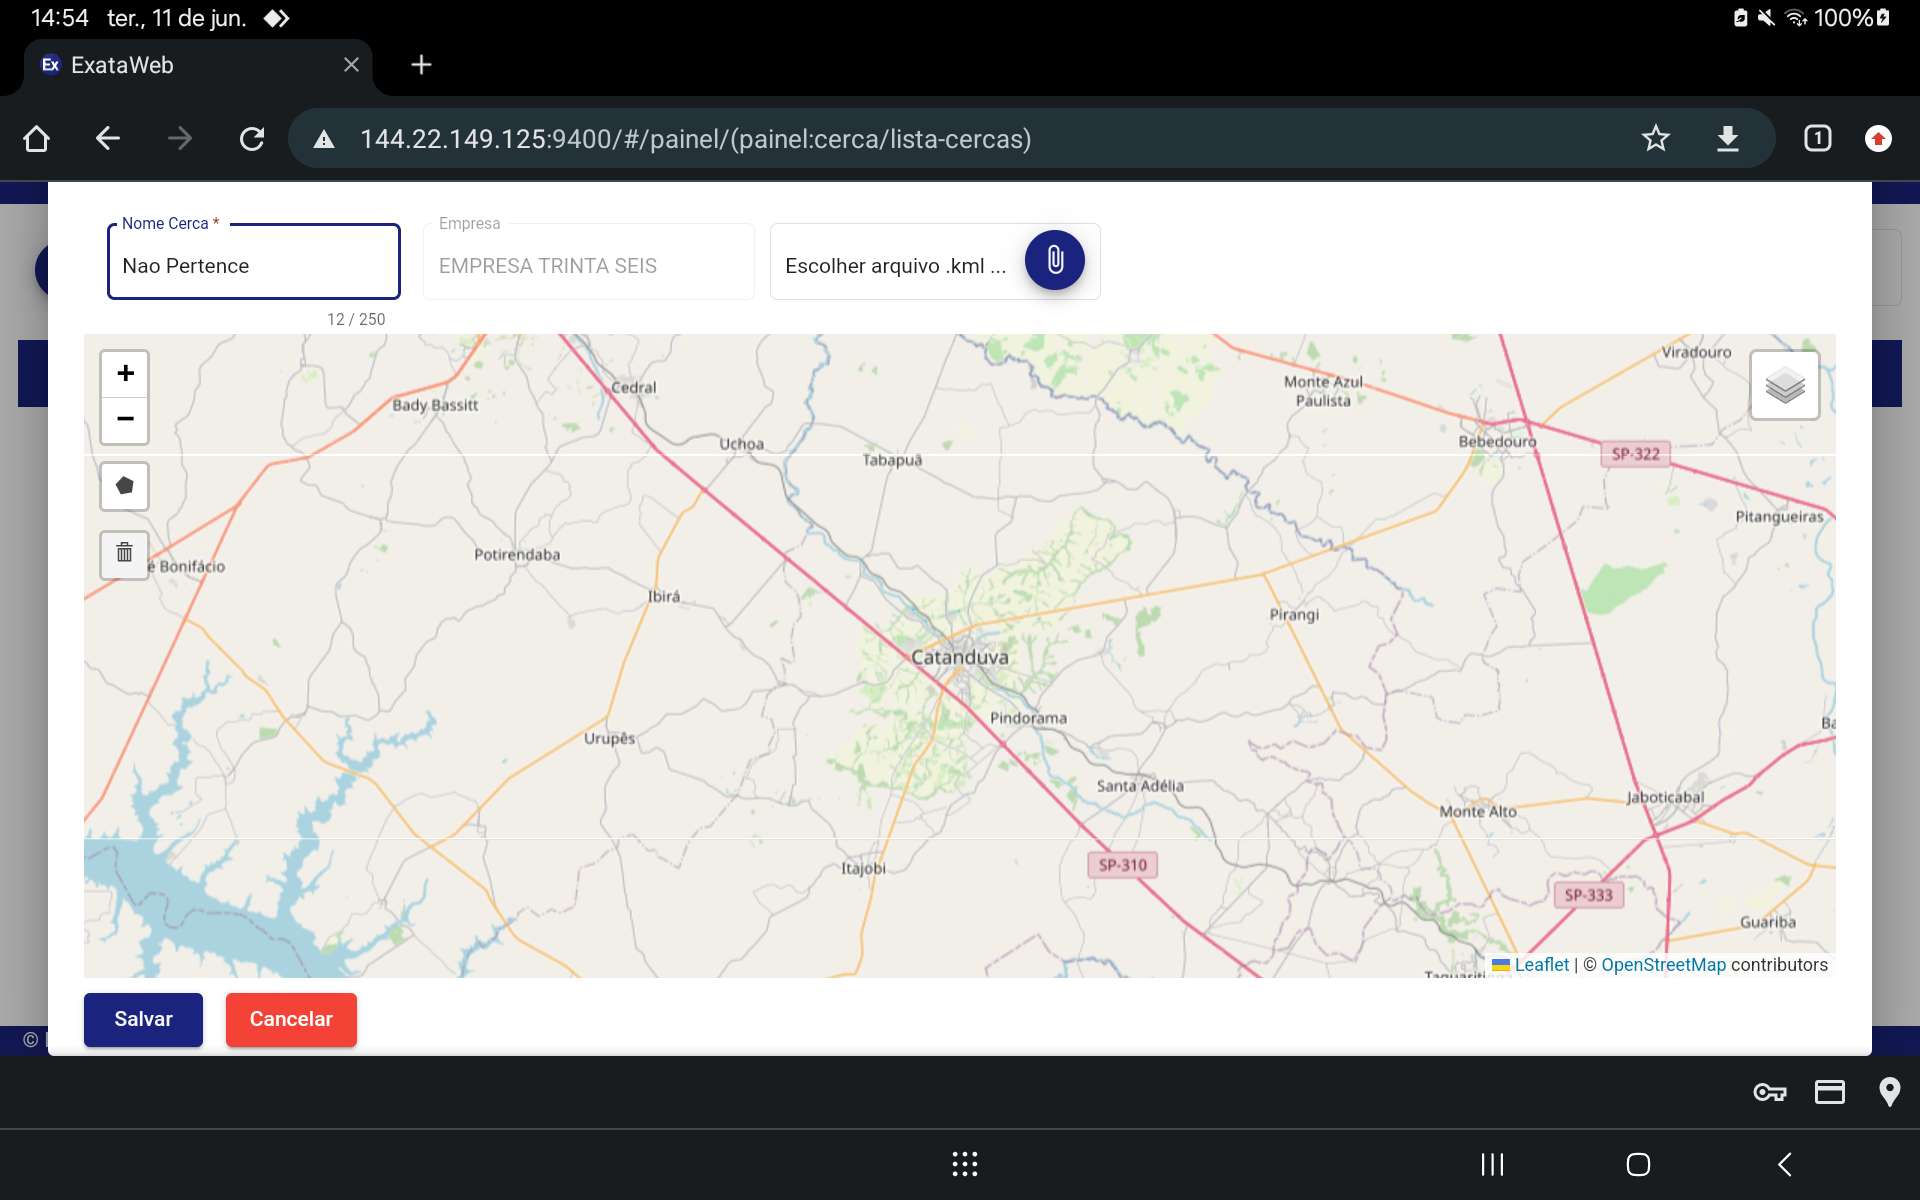 14:54 ter., 11 de jun.
100%
Ex ExataWeb
144.22.149.125:9400/#/painel/(painel:cerca/lista-cercas)
1
Nome Cerca *
Nao Pertence
12 / 250
Empresa
EMPRESA TRINTA SEIS
Escolher arquivo .kml ...
+
−
Viradouro
Cedral
Monte Azul
Paulista
Bady Bassitt
Uchoa
Bebedouro
Tabapuã
SP-322
Pitangueiras
Potirendaba
é Bonifácio
Ibirá
Pirangi
Catanduva
Pindorama
Ba
Urupês
Santa Adélia
Jaboticabal
Monte Alto
Itajobi
SP-310
SP-333
Guariba
Leaflet | © OpenStreetMap contributors
Salvar
Cancelar
©